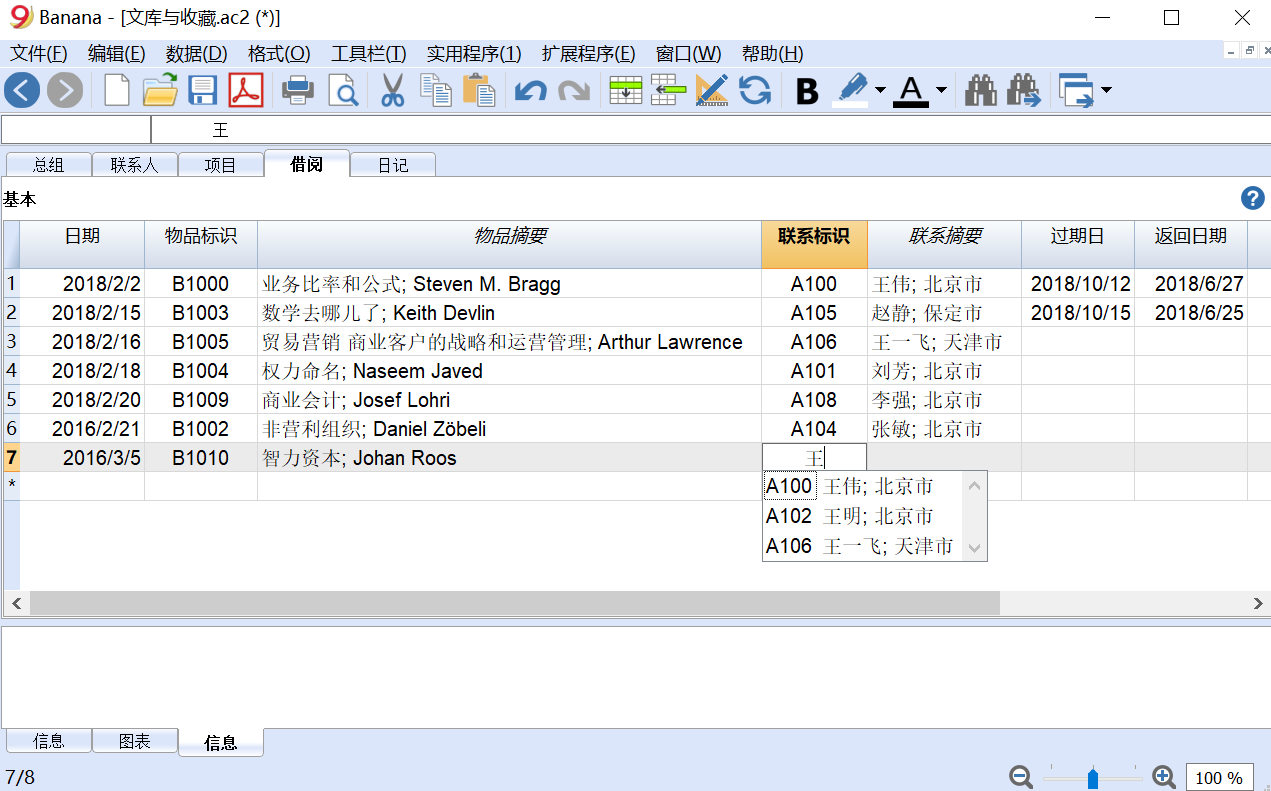 Banana - [文库与收藏.ac2 (*)]
文件(F) 编辑(E) 数据(D) 格式(O) 工具栏(T) 实用程序(1) 扩展程序(E) 窗口(W) 帮助(H)
B A
王
总组 联系人 项目 借阅 日记
基本
日期 物品标识 物品摘要 联系标识 联系摘要 过期日 返回日期
1 2018/2/2 B1000 业务比率和公式; Steven M. Bragg A100 王伟; 北京市 2018/10/12 2018/6/27
2 2018/2/15 B1003 数学去哪儿了; Keith Devlin A105 赵静; 保定市 2018/10/15 2018/6/25
3 2018/2/16 B1005 贸易营销 商业客户的战略和运营管理; Arthur Lawrence A106 王一飞; 天津市
4 2018/2/18 B1004 权力命名; Naseem Javed A101 刘芳; 北京市
5 2018/2/20 B1009 商业会计; Josef Lohri A108 李强; 北京市
6 2016/2/21 B1002 非营利组织; Daniel Zöbeli A104 张敏; 北京市
7 2016/3/5 B1010 智力资本; Johan Roos 王
*
A100 王伟; 北京市
A102 王明; 北京市
A106 王一飞; 天津市
信息 图表 信息
7/8 100 %